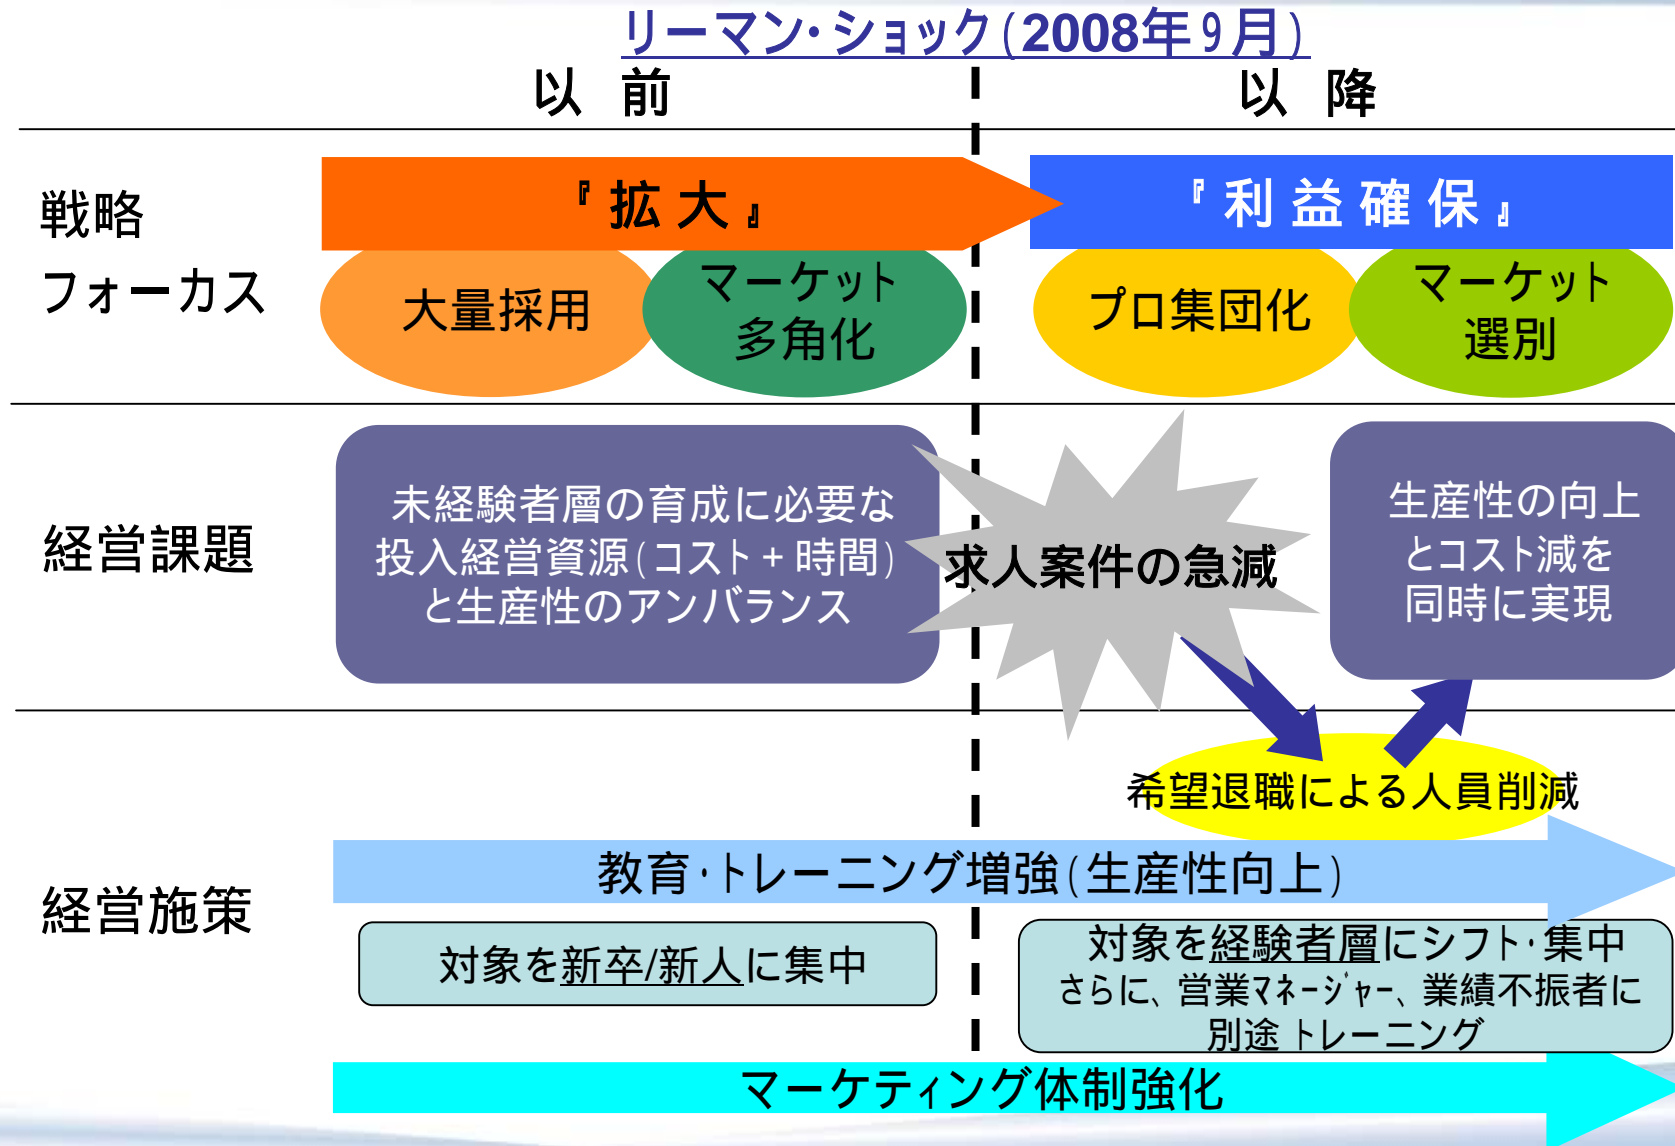 リーマン・ショック(2008年9月)
以 前
以 降
戦略
フォーカス
『 拡 大 』
『 利 益 確 保 』
大量採用
マーケット
多角化
プロ集団化
マーケット
選別
経営課題
未経験者層の育成に必要な
投入経営資源(コスト+時間)
と生産性のアンバランス
求人案件の急減
生産性の向上
とコスト減を
同時に実現
希望退職による人員削減
経営施策
教育・トレーニング増強(生産性向上)
対象を新卒/新人に集中
対象を経験者層にシフト・集中
さらに、営業マネージャー、業績不振者に
別途 トレーニング
マーケティング体制強化